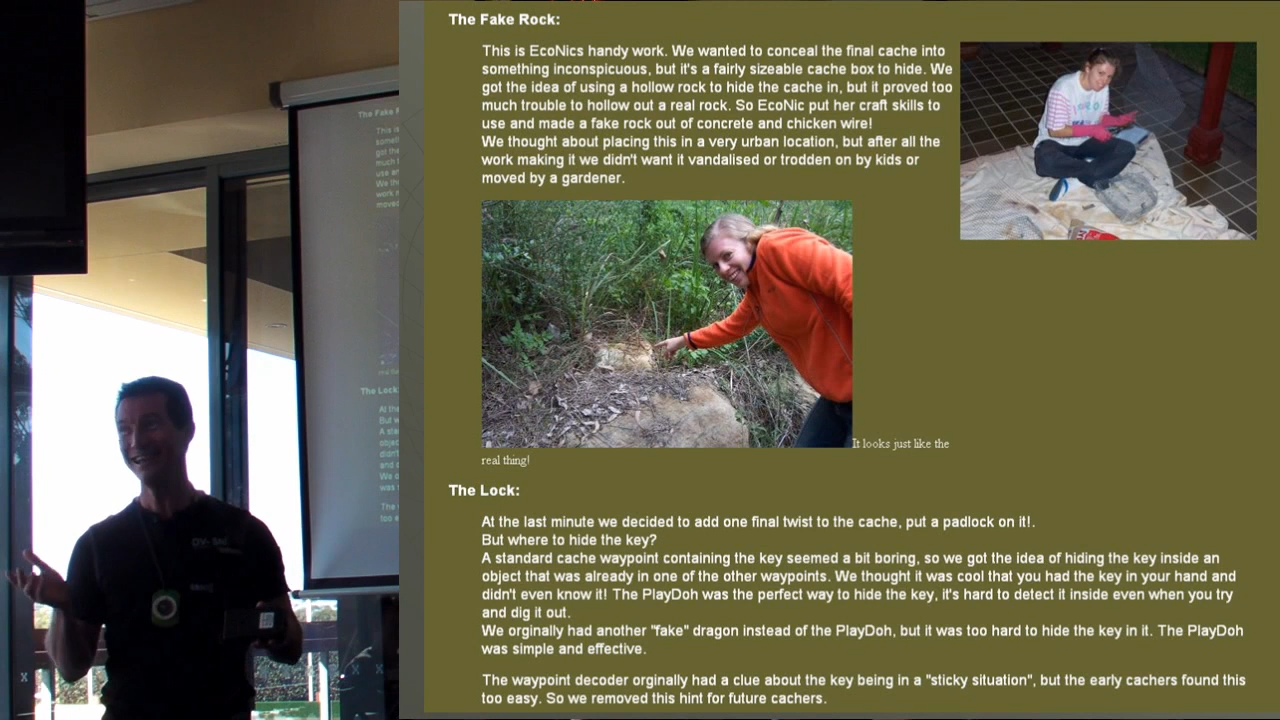 The Fake Rock:
This is EcoNics handy work. We wanted to conceal the final cache into
something inconspicuous, but it's a fairly sizeable cache box to hide. We
got the idea of using a hollow rock to hide the cache in, but it proved too
much trouble to hollow out a real rock. So EcoNic put her craft skills to
use and made a fake rock out of concrete and chicken wire!
We thought about placing this in a very urban location, but after all the
work making it we didn't want it vandalised or trodden on by kids or
moved by a gardener.
It looks just like the
real thing!
The Lock:
At the last minute we decided to add one final twist to the cache, put a padlock on it!.
But where to hide the key?
A standard cache waypoint containing the key seemed a bit boring, so we got the idea of hiding the key inside an
object that was already in one of the other waypoints. We thought it was cool that you had the key in your hand and
didn't even know it! The PlayDoh was the perfect way to hide the key, it's hard to detect it inside even when you try
and dig it out.
We orginally had another "fake" dragon instead of the PlayDoh, but it was too hard to hide the key in it. The PlayDoh
was simple and effective.
The waypoint decoder orginally had a clue about the key being in a "sticky situation", but the early cachers found this
too easy. So we removed this hint for future cachers.